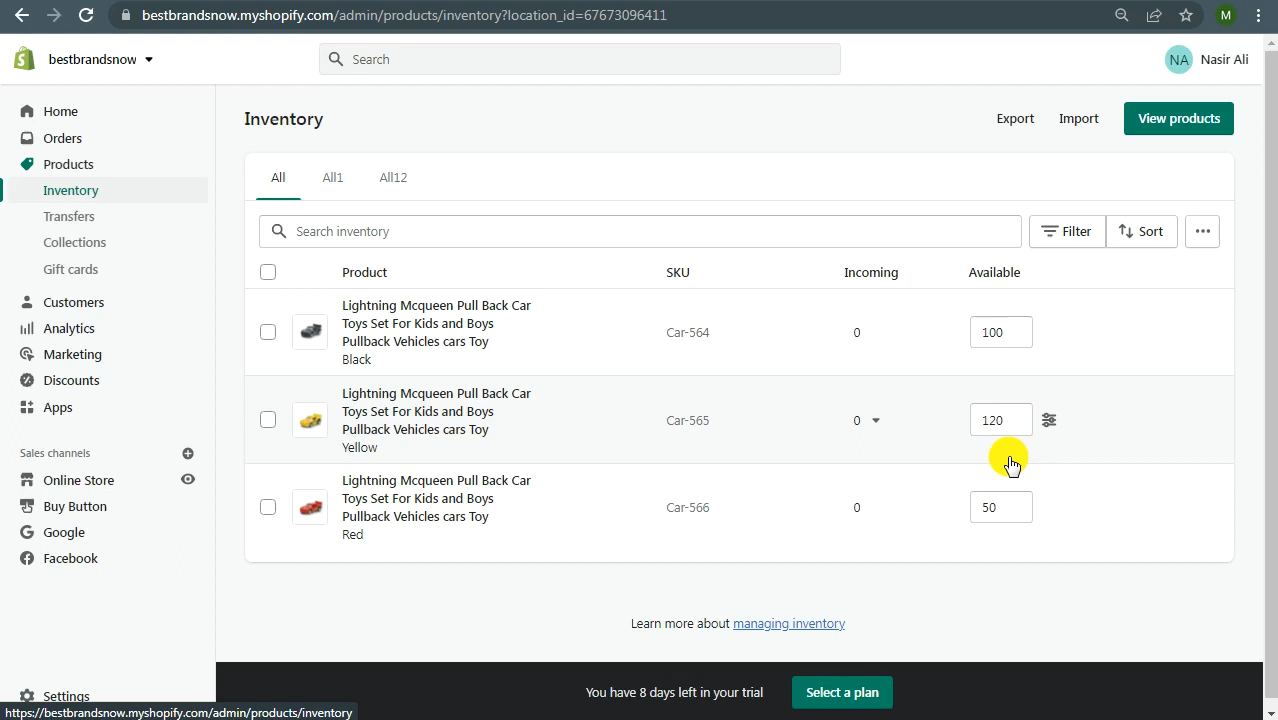 bestbrandsnow.myshopify.com/admin/products/inventory?location_id=67673096411
M
bestbrandsnow
Search
NA Nasir Ali
Home
Orders
Products
Inventory
Transfers
Collections
Gift cards
Customers
Analytics
Marketing
Discounts
Apps
Sales channels
Online Store
Buy Button
Google
Facebook
Settings
Inventory
Export Import View products
All All1 All12
Search inventory
Filter Sort
Product SKU Incoming Available
Lightning Mcqueen Pull Back Car
Toys Set For Kids and Boys
Pullback Vehicles cars Toy
Black
Car-564 0 100
Lightning Mcqueen Pull Back Car
Toys Set For Kids and Boys
Pullback Vehicles cars Toy
Yellow
Car-565 0 120
Lightning Mcqueen Pull Back Car
Toys Set For Kids and Boys
Pullback Vehicles cars Toy
Red
Car-566 0 50
Learn more about managing inventory
You have 8 days left in your trial Select a plan
https://bestbrandsnow.myshopify.com/admin/products/inventory